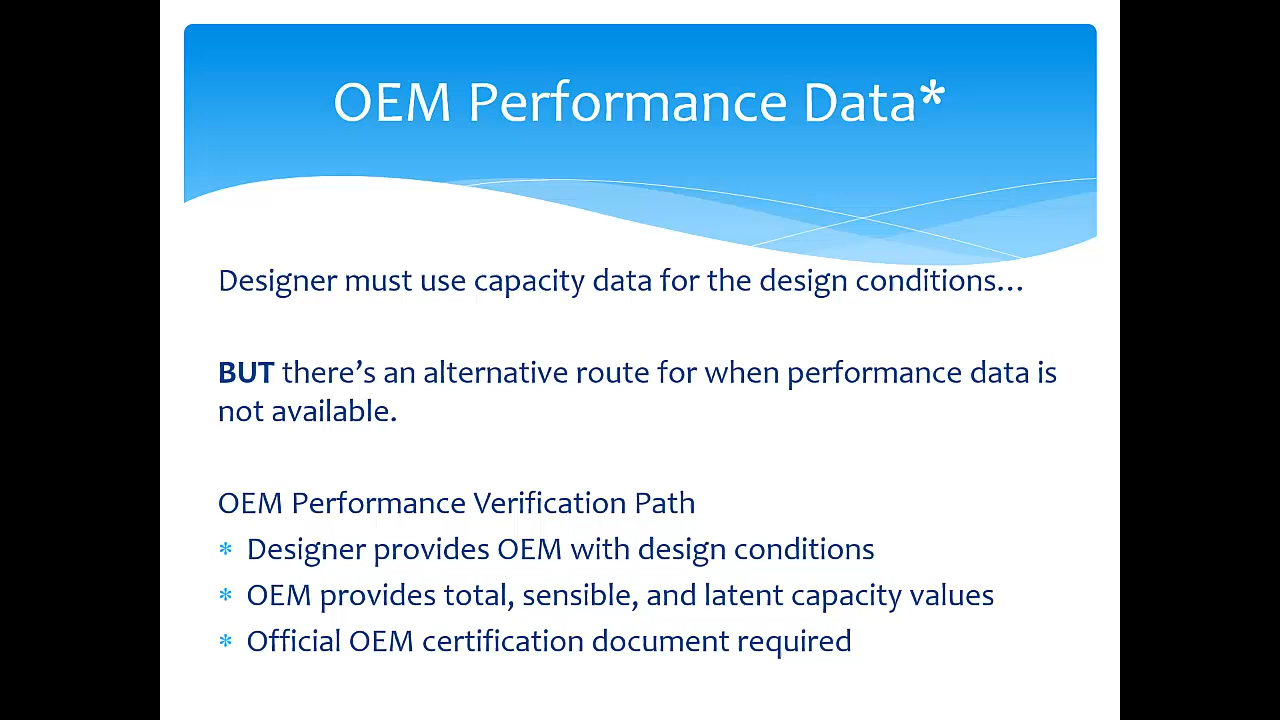 OEM Performance Data*
Designer must use capacity data for the design conditions…
BUT there’s an alternative route for when performance data is
not available.
OEM Performance Verification Path
* Designer provides OEM with design conditions
* OEM provides total, sensible, and latent capacity values
* Official OEM certification document required